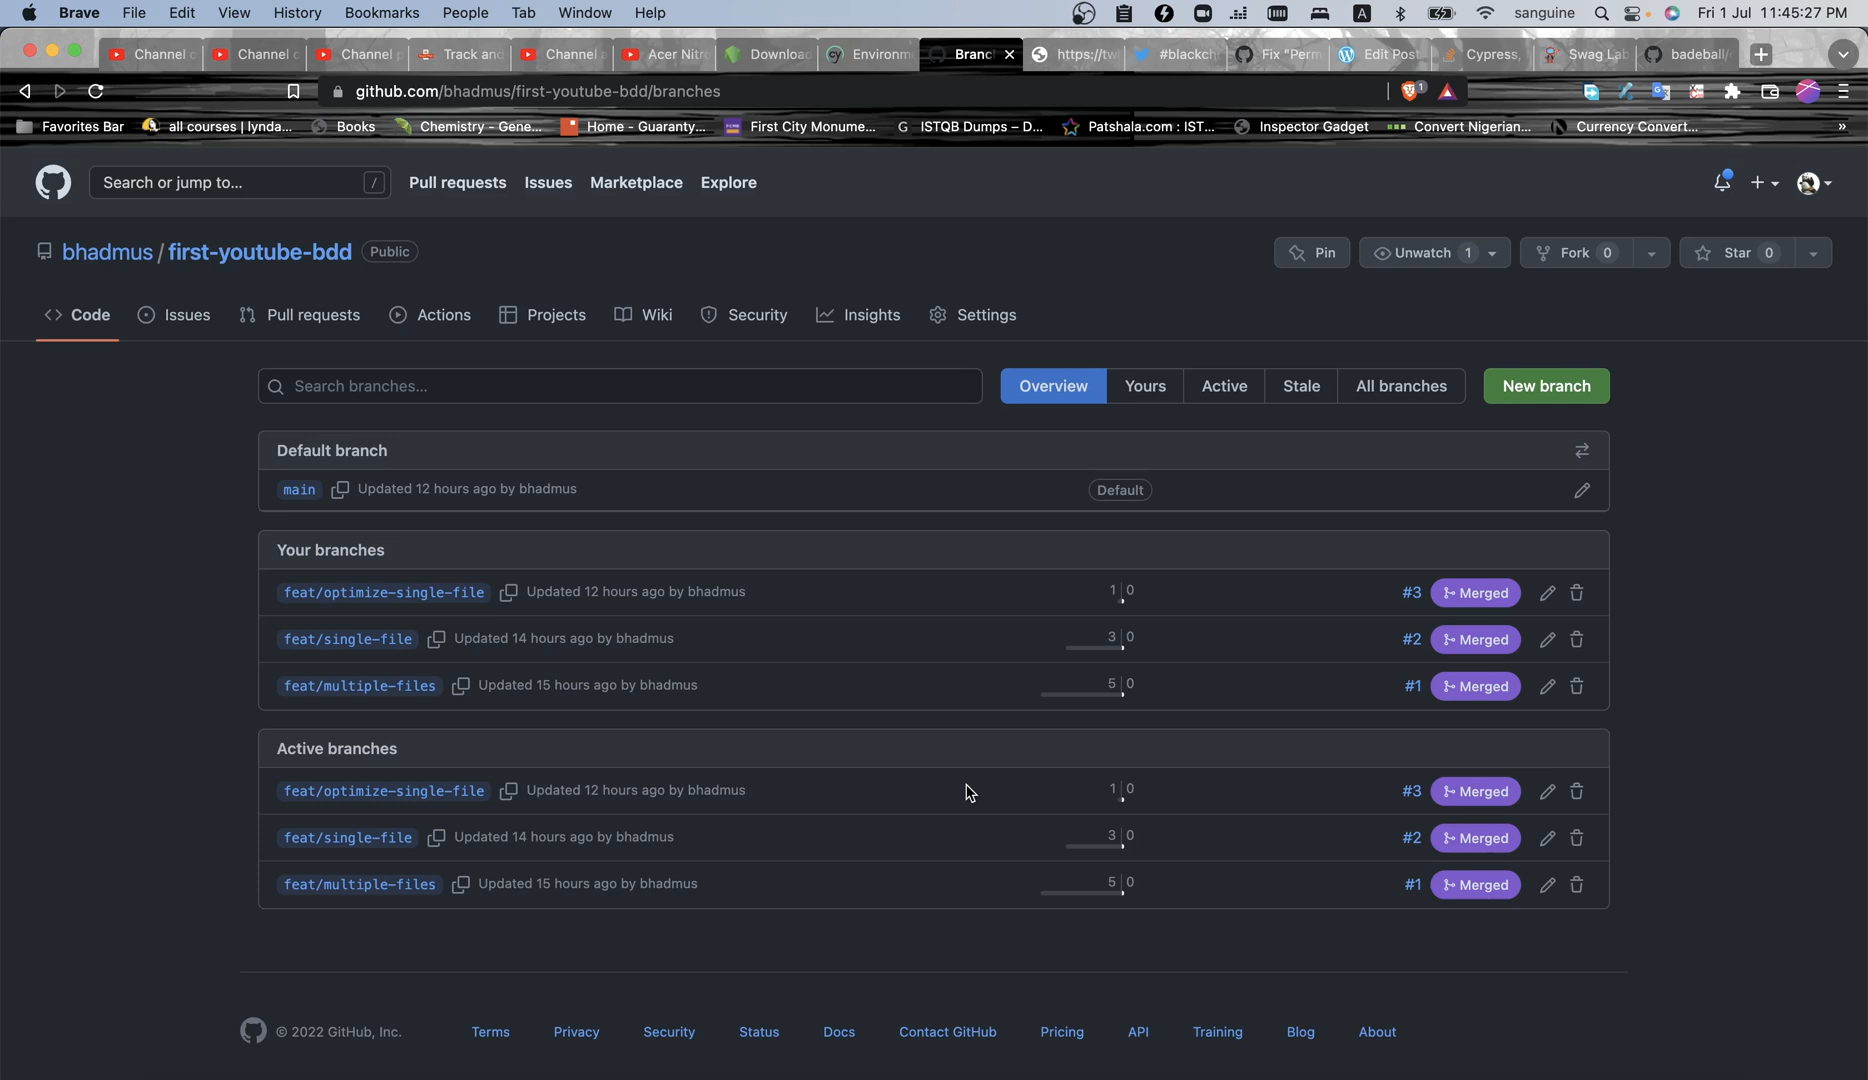 Brave File Edit View History Bookmarks People Tab Window Help sanguine Fri 1 Jul 11:45:27 PM
Channel c Channel c Channel p Track and Channel a Acer Nitro Download Environm Branc https://tw #blackch Fix "Perm Edit Post Cypress, Swag Lab badeball/
github.com/bhadmus/first-youtube-bdd/branches 1
Favorites Bar all courses | lynda... Books Chemistry - Gene... Home - Guaranty... First City Monume... ISTQB Dumps – D... Patshala.com : IST... Inspector Gadget Convert Nigerian... Currency Convert... »
Search or jump to... / Pull requests Issues Marketplace Explore
bhadmus / first-youtube-bdd Public Pin Unwatch 1 Fork 0 Star 0
Code Issues Pull requests Actions Projects Wiki Security Insights Settings
Search branches... Overview Yours Active Stale All branches New branch
Default branch
main Updated 12 hours ago by bhadmus Default
Your branches
feat/optimize-single-file Updated 12 hours ago by bhadmus 1 0 #3 Merged
feat/single-file Updated 14 hours ago by bhadmus 3 0 #2 Merged
feat/multiple-files Updated 15 hours ago by bhadmus 5 0 #1 Merged
Active branches
feat/optimize-single-file Updated 12 hours ago by bhadmus 1 0 #3 Merged
feat/single-file Updated 14 hours ago by bhadmus 3 0 #2 Merged
feat/multiple-files Updated 15 hours ago by bhadmus 5 0 #1 Merged
© 2022 GitHub, Inc. Terms Privacy Security Status Docs Contact GitHub Pricing API Training Blog About